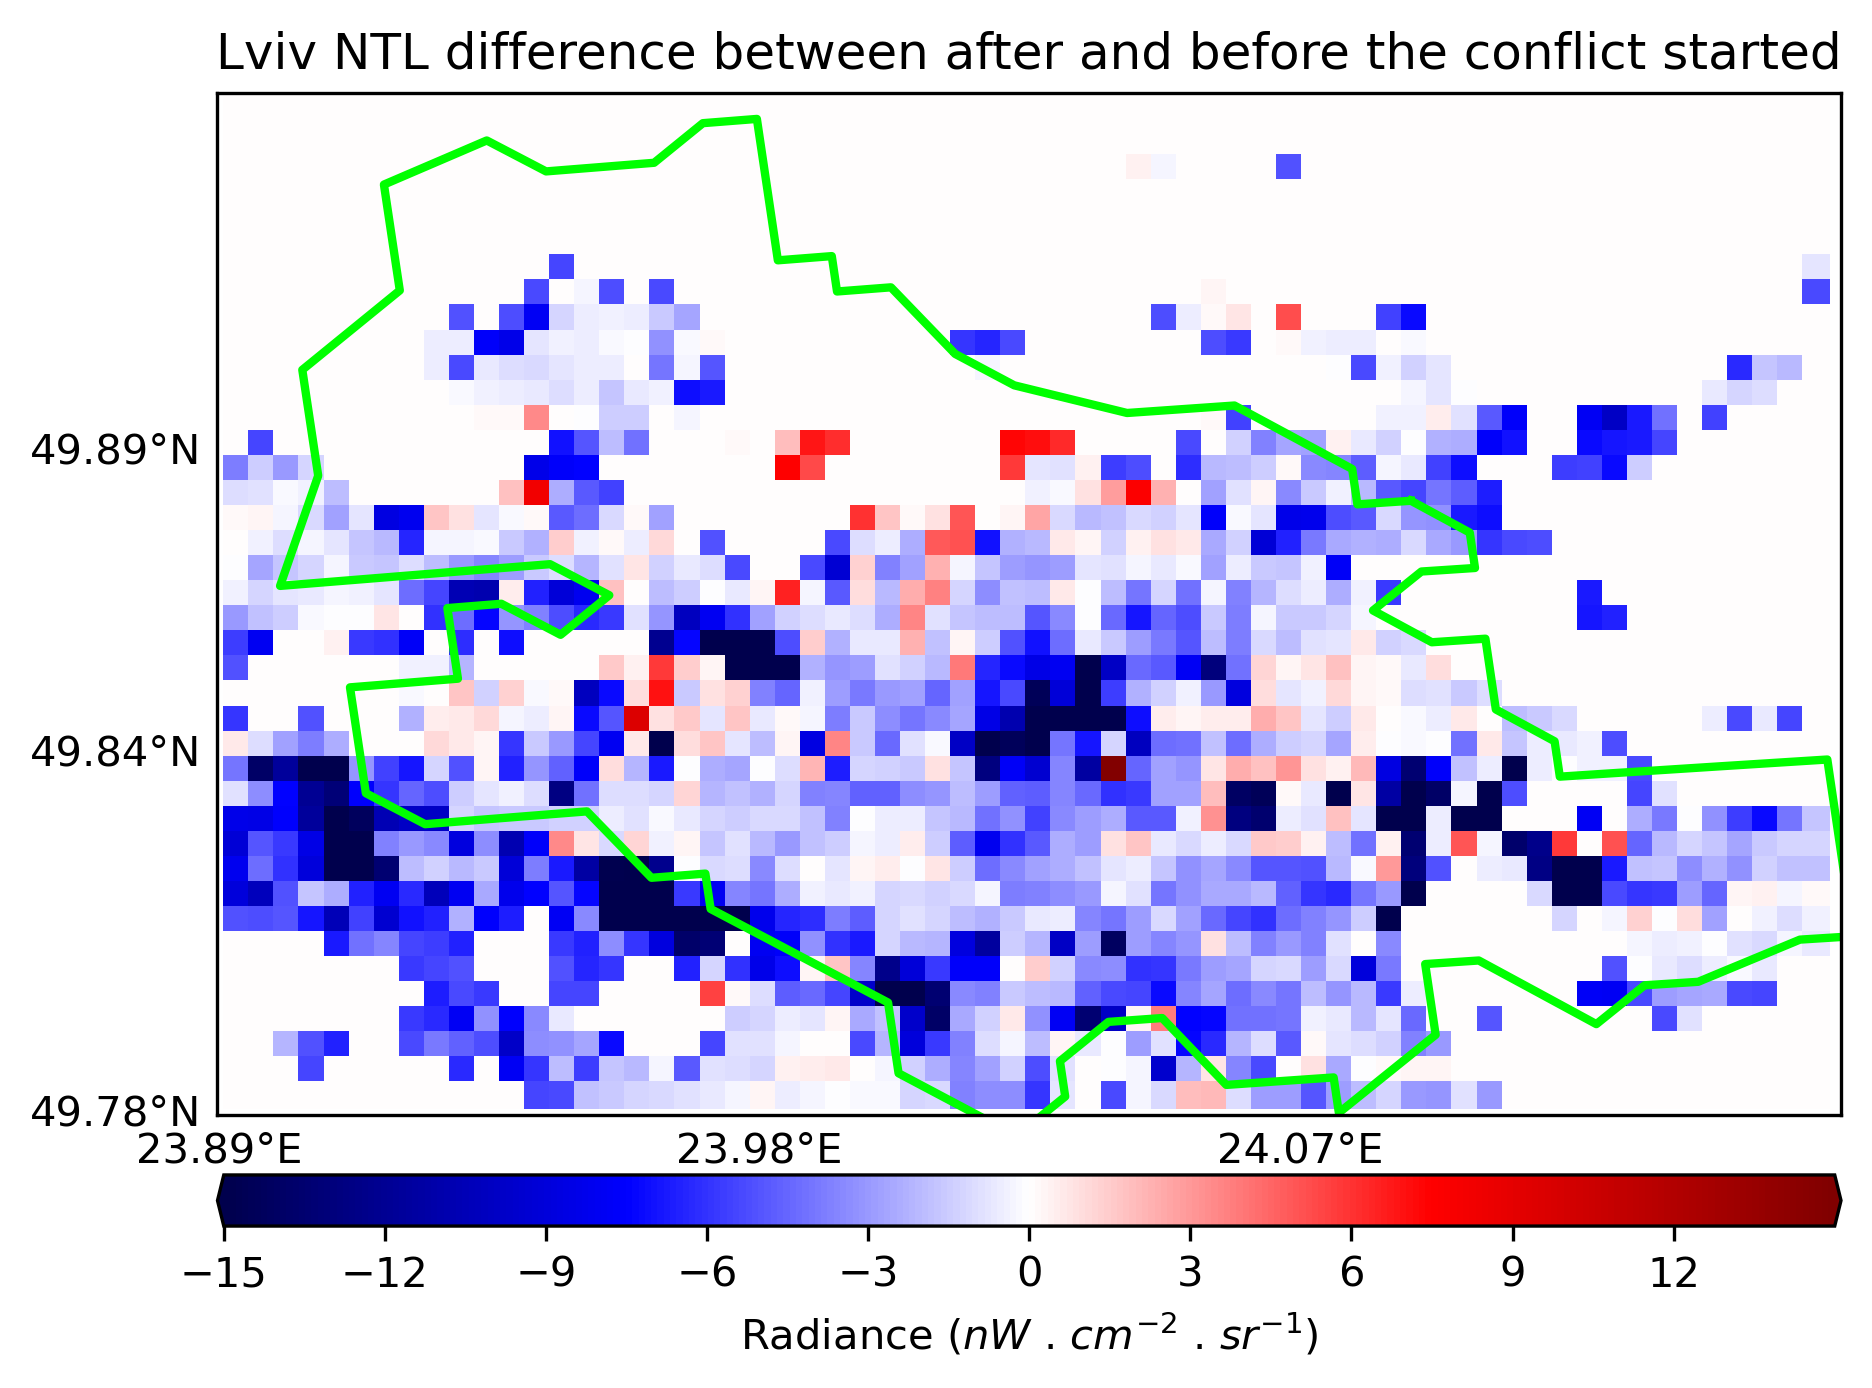 Lviv NTL difference between after and before the conflict started
49.89°N
49.84°N
49.78°N
23.89°E 23.98°E 24.07°E
−15 −12 −9 −6 −3 0 3 6 9 12
Radiance (nW . cm⁻² . sr⁻¹)